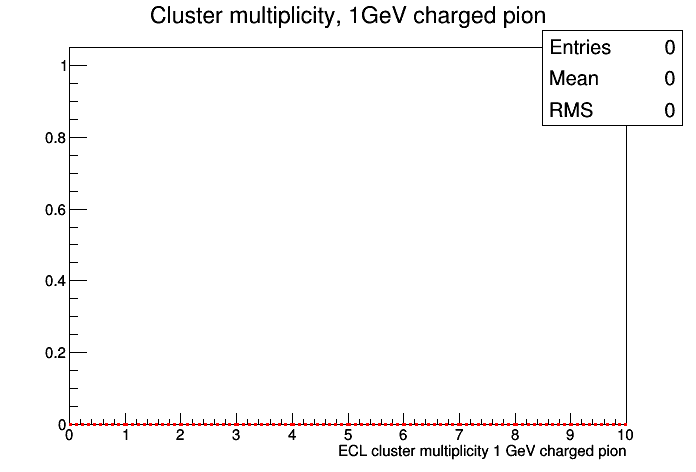 Cluster multiplicity, 1GeV charged pion
Entries 0
Mean 0
RMS 0
1
0.8
0.6
0.4
0.2
0
0 1 2 3 4 5 6 7 8 9 10
ECL cluster multiplicity 1 GeV charged pion